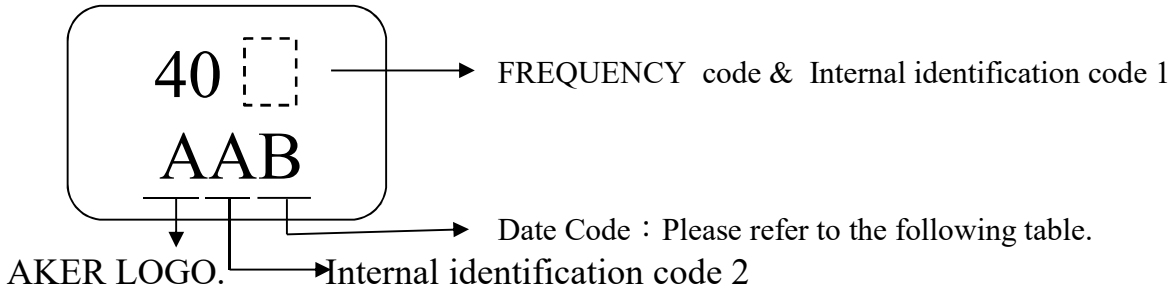 40
FREQUENCY code & Internal identification code 1
AAB
Date Code：Please refer to the following table.
AKER LOGO.
Internal identification code 2